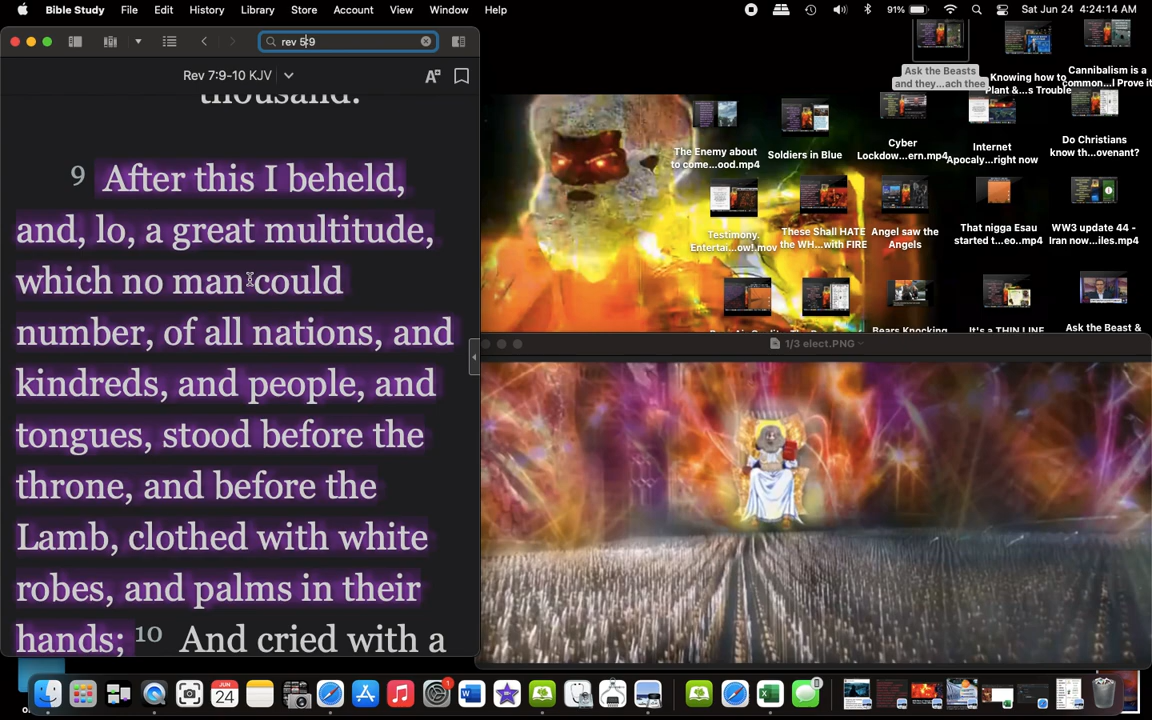 Bible Study File Edit History Library Store Account View Window Help 91% Sat Jun 24 4:24:14 AM
rev 5:9
Rev 7:9-10 KJV
thousand.
9 After this I beheld,
and, lo, a great multitude,
which no man could
number, of all nations, and
kindreds, and people, and
tongues, stood before the
throne, and before the
Lamb, clothed with white
robes, and palms in their
hands; 10 And cried with a
Ask the Beasts
and they...ach thee
Knowing how to
Plant &...s Trouble
Cannibalism is a
common...I Prove it
The Enemy about
to come...ood.mp4
Soldiers in Blue
Cyber
Lockdow...ern.mp4
Internet
Apocaly...right now
Do Christians
know th...ovenant?
Testimony.
Entertai...ow!.mov
These Shall HATE
the WH...with FIRE
Angel saw the
Angels
That nigga Esau
started t...eo..mp4
WW3 update 44 -
Iran now...iles.mp4
Bears Knocking
It's a THIN LINE
Ask the Beast &
1/3 elect.PNG
JUN
24
1